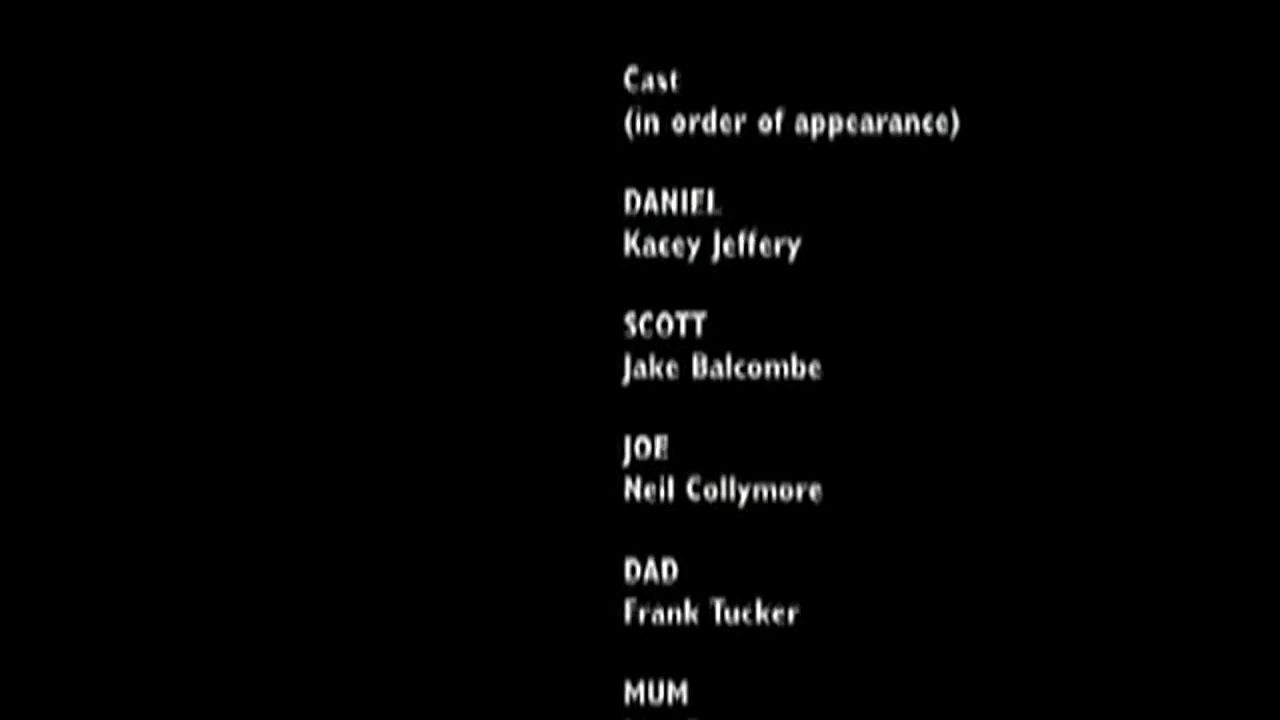 Cast
(in order of appearance)
DANIEL
Kacey Jeffery
SCOTT
Jake Balcombe
JOE
Neil Collymore
DAD
Frank Tucker
MUM